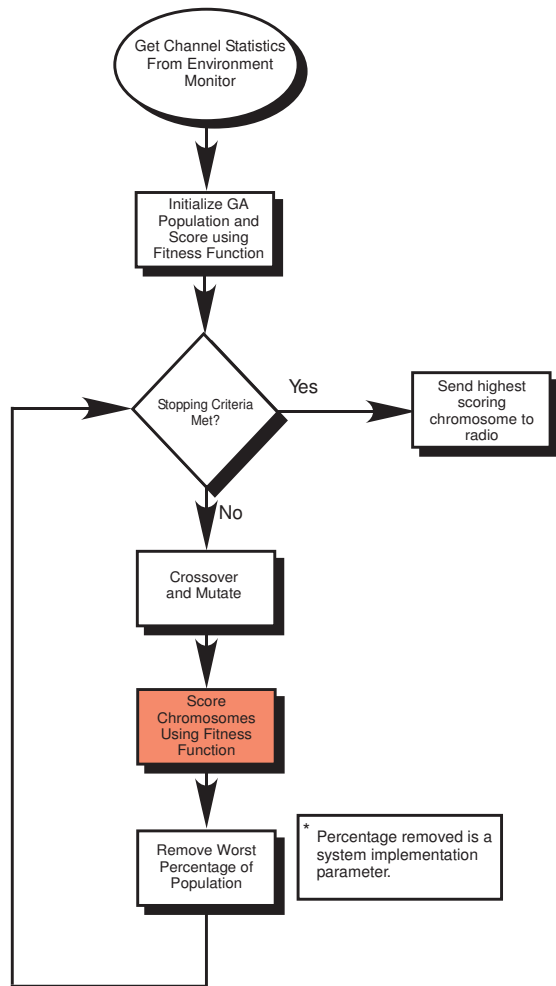 Get Channel Statistics
From Environment
Monitor
Initialize GA
Population and
Score using
Fitness Function
Stopping Criteria
Met?
Yes
Send highest
scoring
chromosome to
radio
No
Crossover
and Mutate
Score
Chromosomes
Using Fitness
Function
Remove Worst
Percentage of
Population
* Percentage removed is a
system implementation
parameter.